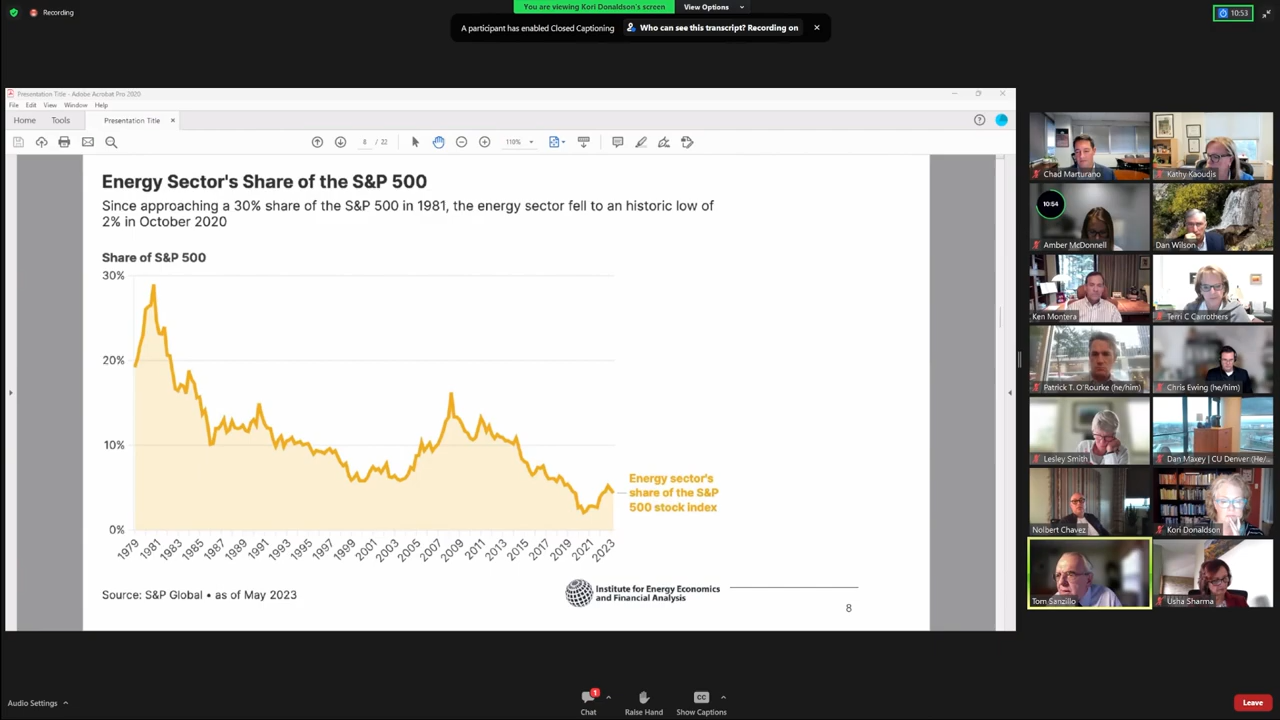 You are viewing Kori Donaldson's screen
View Options
Recording
10:53
A participant has enabled Closed Captioning
Who can see this transcript? Recording on
Presentation Title - Adobe Acrobat Pro 2020
File Edit View Window Help
Home Tools Presentation Title
8 / 22
110%
Energy Sector's Share of the S&P 500
Since approaching a 30% share of the S&P 500 in 1981, the energy sector fell to an historic low of
2% in October 2020
Share of S&P 500
30%
20%
10%
0%
1979 1981 1983 1985 1987 1989 1991 1993 1995 1997 1999 2001 2003 2005 2007 2009 2011 2013 2015 2017 2019 2021 2023
Energy sector's
share of the S&P
500 stock index
Source: S&P Global • as of May 2023
Institute for Energy Economics
and Financial Analysis
8
Chad Marturano
Kathy Kaoudis
10:54
Amber McDonnell
Dan Wilson
Ken Montera
Terri C Carrothers
Patrick T. O'Rourke (he/him)
Chris Ewing (he/him)
Lesley Smith
Dan Maxey | CU Denver (He/...
Nolbert Chavez
Kori Donaldson
Tom Sanzillo
Usha Sharma
Audio Settings
1
Chat
Raise Hand
CC
Show Captions
Leave